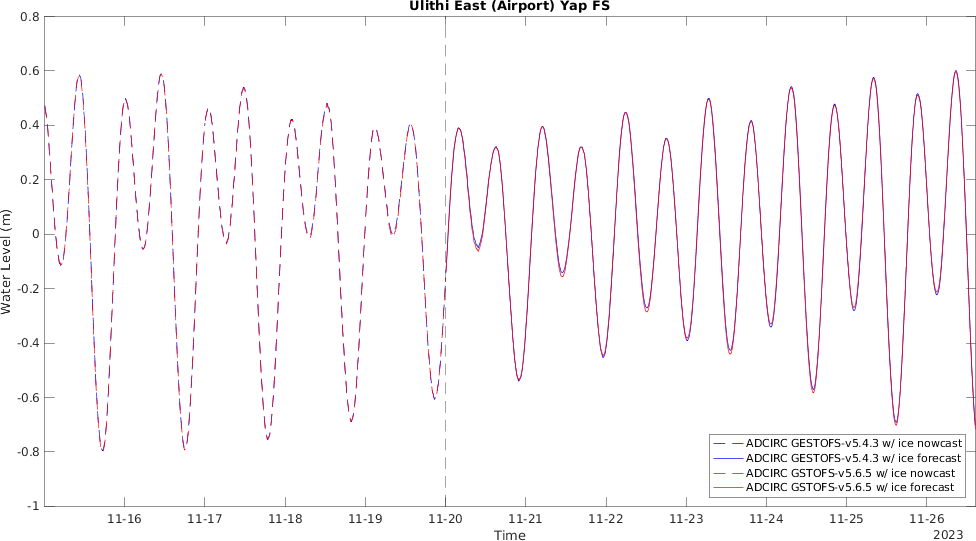 Ulithi East (Airport) Yap FS
0.8
0.6
0.4
0.2
0
-0.2
-0.4
-0.6
-0.8
-1
Water Level (m)
ADCIRC GESTOFS-v5.4.3 w/ ice nowcast
ADCIRC GESTOFS-v5.4.3 w/ ice forecast
ADCIRC GSTOFS-v5.6.5 w/ ice nowcast
ADCIRC GSTOFS-v5.6.5 w/ ice forecast
11-16 11-17 11-18 11-19 11-20 11-21 11-22 11-23 11-24 11-25 11-26
Time 2023